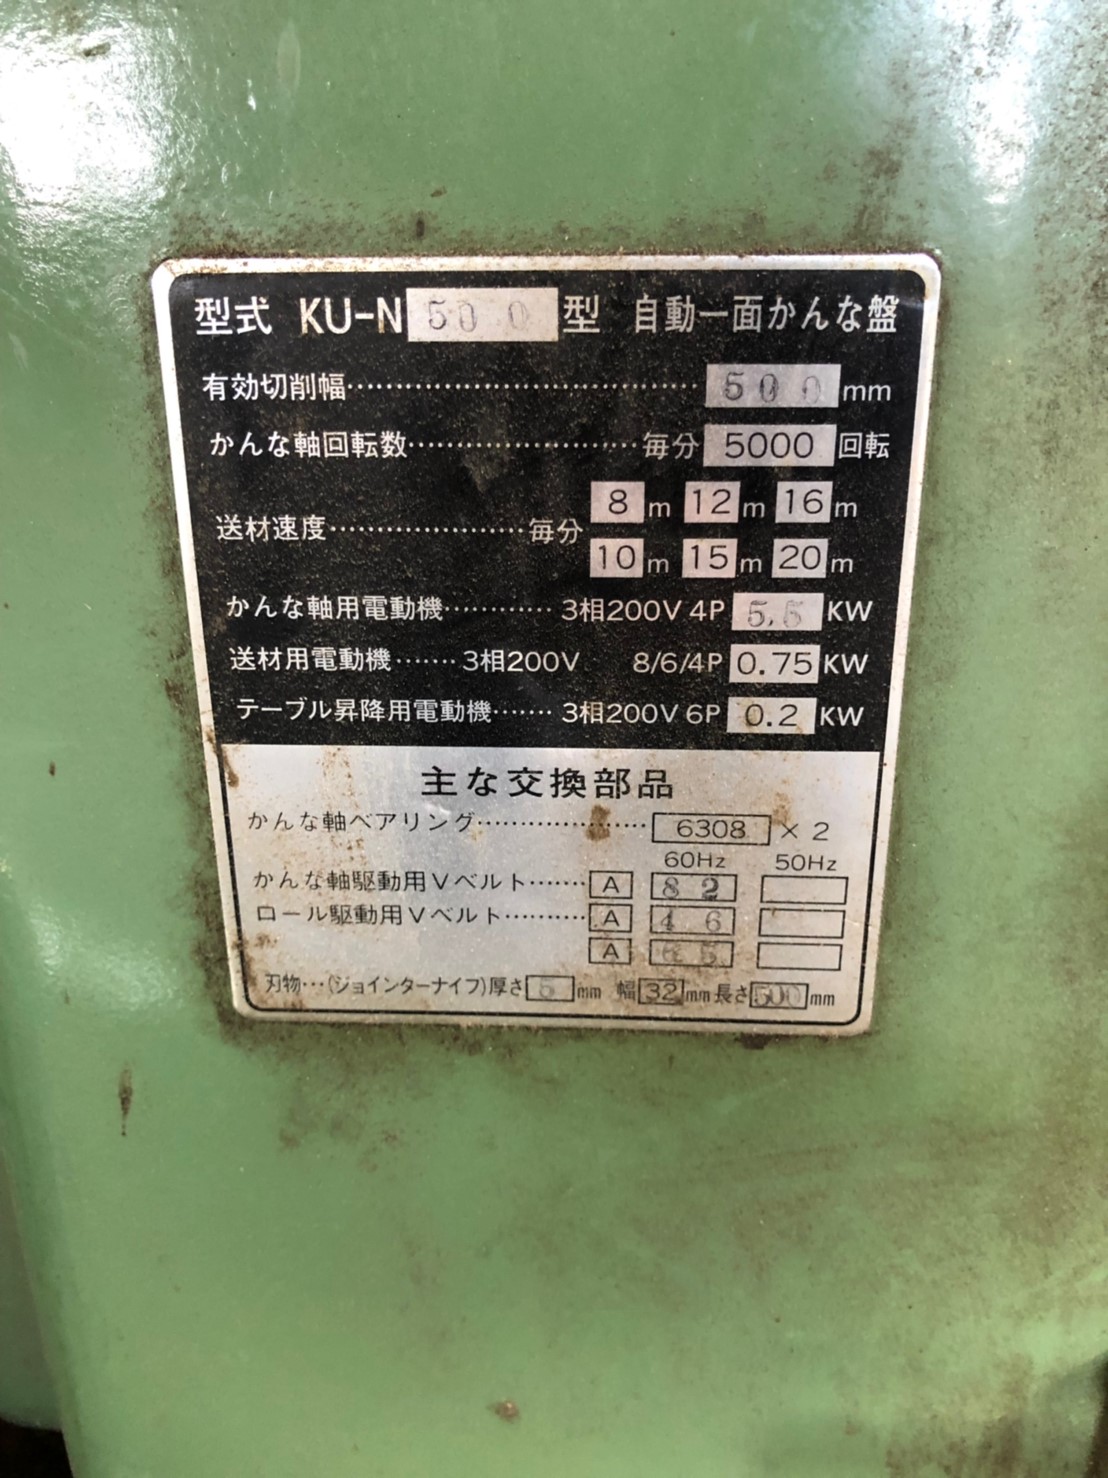 型式 KU-N 500 型 自動一面かんな盤
有効切削幅…………………………………… 500 mm
かんな軸回転数………………………毎分 5000 回転
送材速度……………………毎分 8 m 12 m 16 m
10 m 15 m 20 m
かんな軸用電動機………… 3相200V 4P 5.5 KW
送材用電動機……3相200V 8/6/4P 0.75 KW
テーブル昇降用電動機…… 3相200V 6P 0.2 KW
主な交換部品
かんな軸ベアリング………………… 6308 × 2
60Hz 50Hz
かんな軸駆動用Vベルト…… A 82
ロール駆動用Vベルト……… A 46
A 65
刃物…(ジョインターナイフ)厚さ 5 mm 幅 32 mm 長さ 500 mm